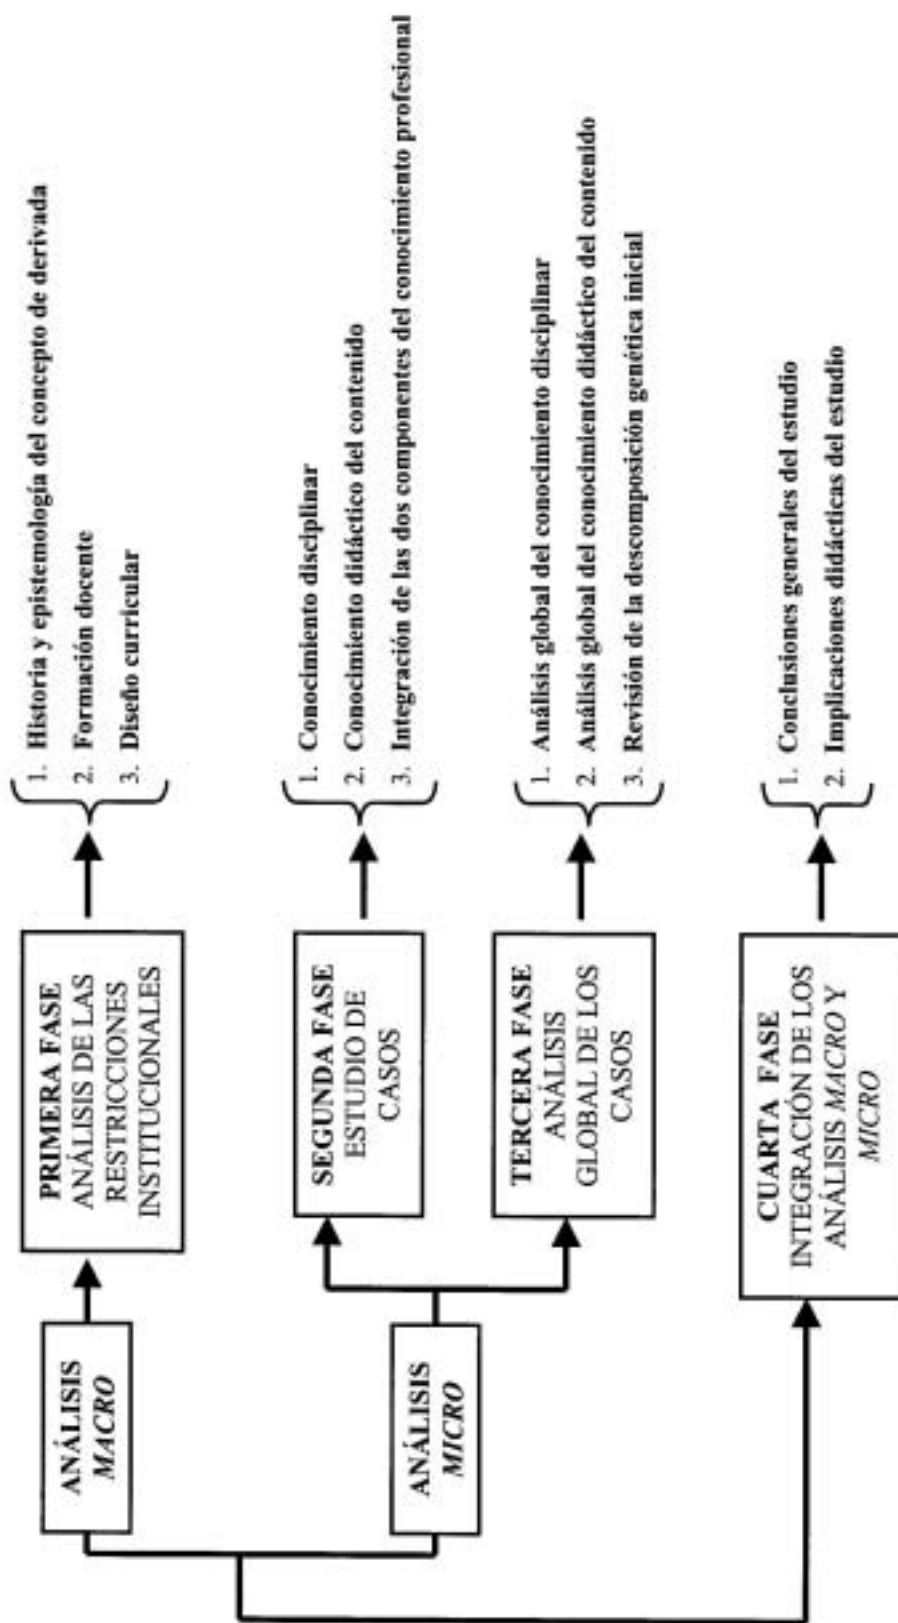 ANÁLISIS
MACRO
PRIMERA FASE
ANÁLISIS DE LAS
RESTRICCIONES
INSTITUCIONALES
1. Historia y epistemología del concepto de derivada
2. Formación docente
3. Diseño curricular
ANÁLISIS
MICRO
SEGUNDA FASE
ESTUDIO DE
CASOS
1. Conocimiento disciplinar
2. Conocimiento didáctico del contenido
3. Integración de las dos componentes del conocimiento profesional
TERCERA FASE
ANÁLISIS
GLOBAL DE LOS
CASOS
1. Análisis global del conocimiento disciplinar
2. Análisis global del conocimiento didáctico del contenido
3. Revisión de la descomposición genética inicial
CUARTA FASE
INTEGRACIÓN DE LOS
ANÁLISIS MACRO Y
MICRO
1. Conclusiones generales del estudio
2. Implicaciones didácticas del estudio